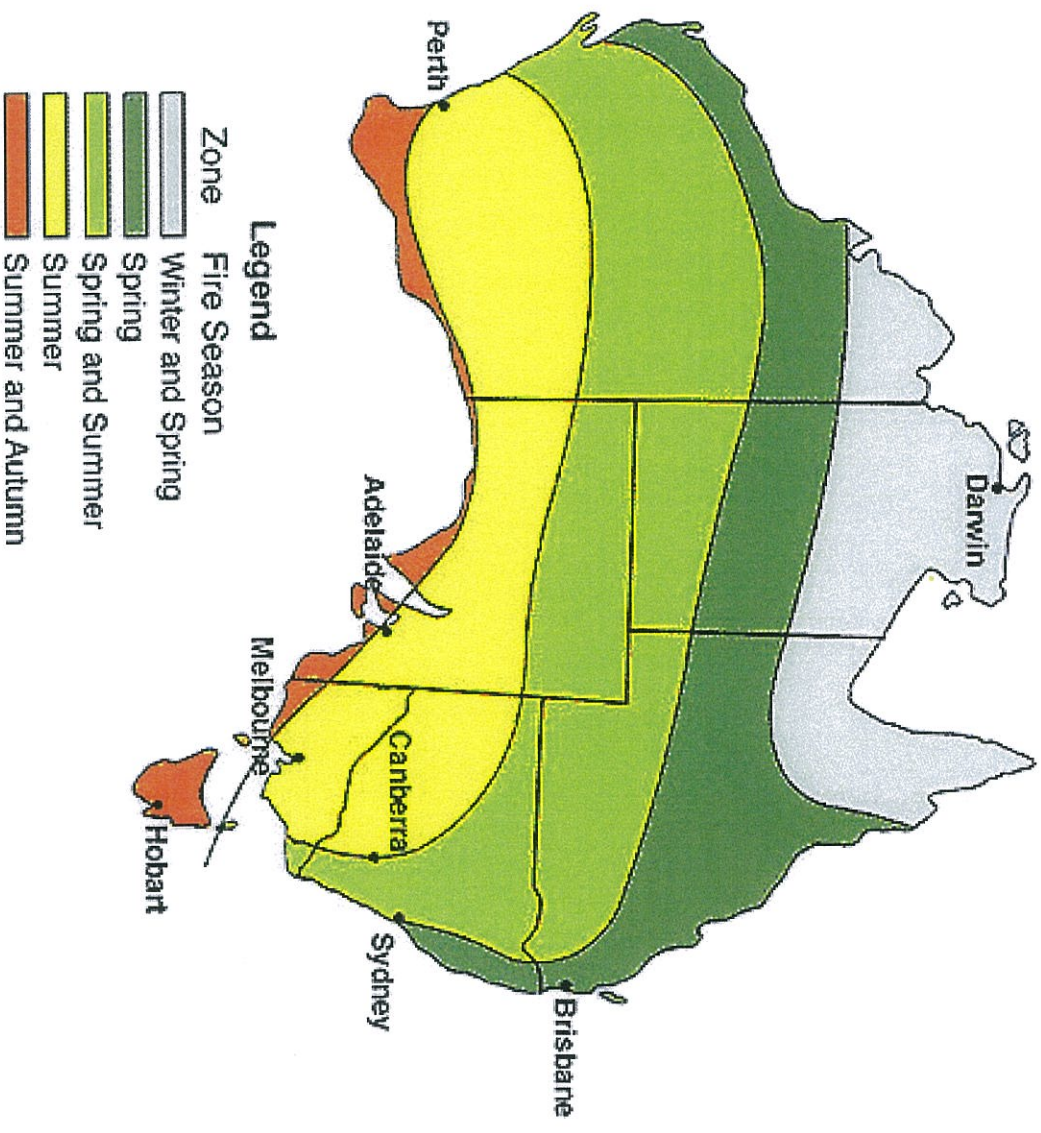 Darwin
Brisbane
Perth
Adelaide
Canberra
Sydney
Melbourne
Hobart
Legend
Zone Fire Season
Winter and Spring
Spring
Spring and Summer
Summer
Summer and Autumn